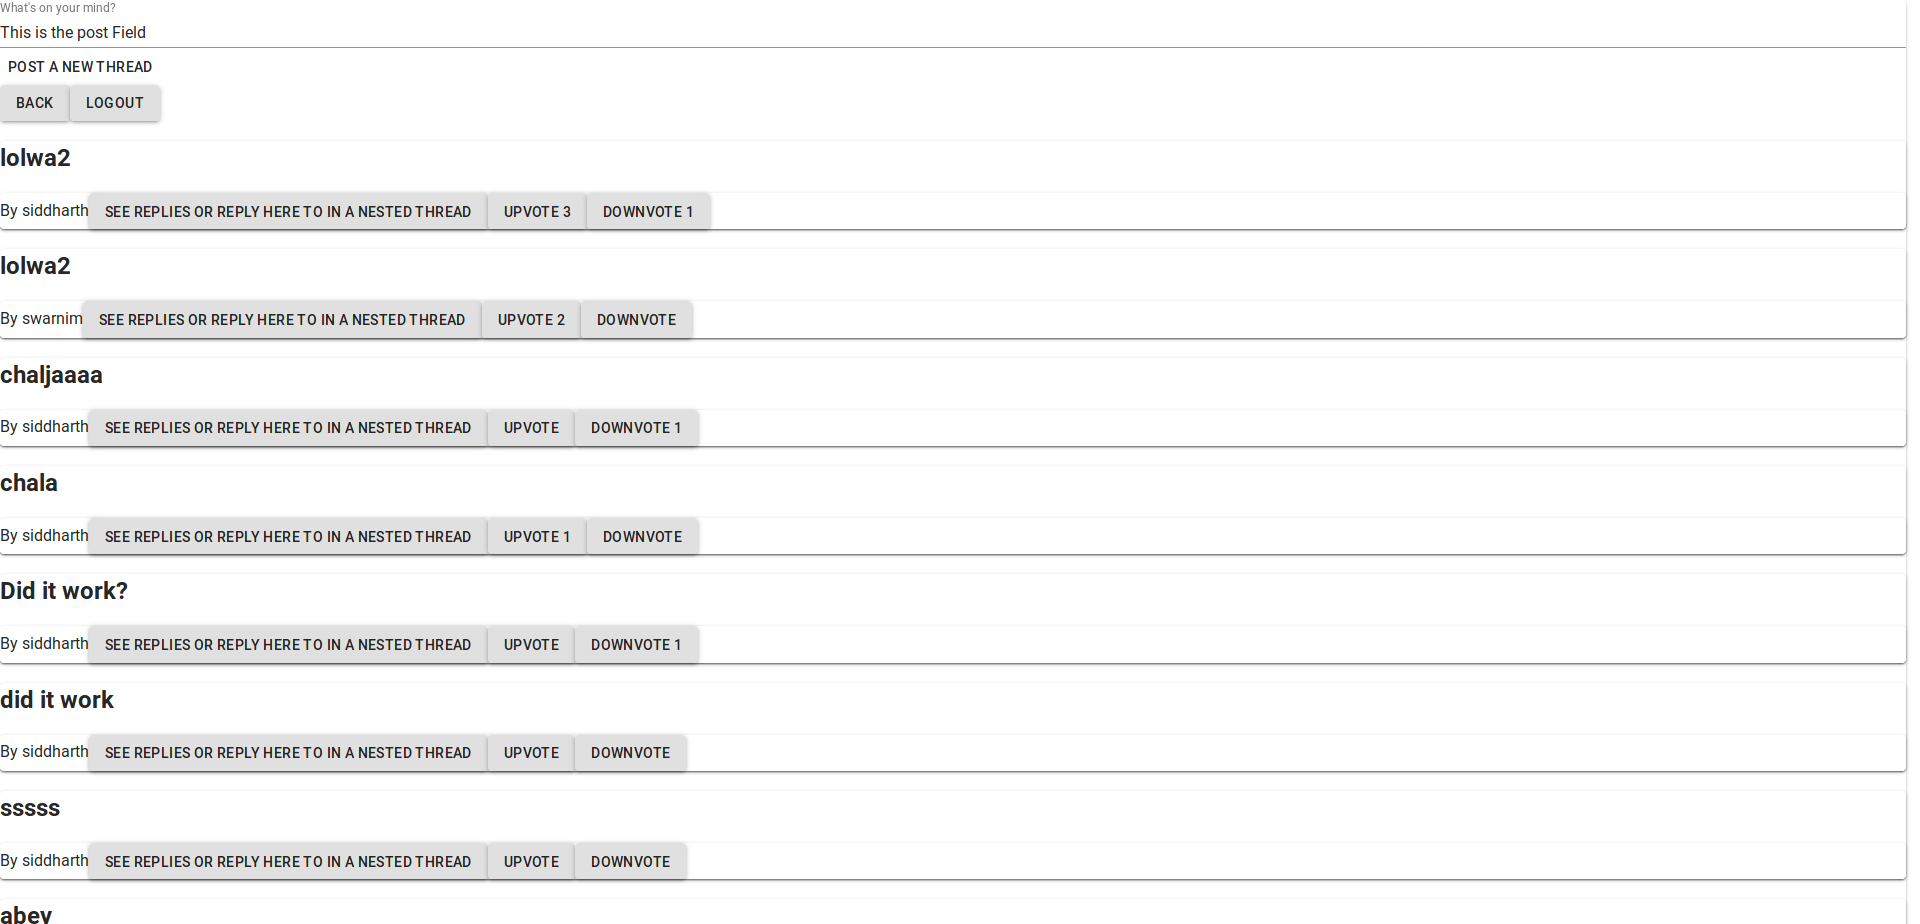 What's on your mind?
This is the post Field
POST A NEW THREAD
BACK LOGOUT
lolwa2
By siddharth SEE REPLIES OR REPLY HERE TO IN A NESTED THREAD UPVOTE 3 DOWNVOTE 1
lolwa2
By swarnim SEE REPLIES OR REPLY HERE TO IN A NESTED THREAD UPVOTE 2 DOWNVOTE
chaljaaaa
By siddharth SEE REPLIES OR REPLY HERE TO IN A NESTED THREAD UPVOTE DOWNVOTE 1
chala
By siddharth SEE REPLIES OR REPLY HERE TO IN A NESTED THREAD UPVOTE 1 DOWNVOTE
Did it work?
By siddharth SEE REPLIES OR REPLY HERE TO IN A NESTED THREAD UPVOTE DOWNVOTE 1
did it work
By siddharth SEE REPLIES OR REPLY HERE TO IN A NESTED THREAD UPVOTE DOWNVOTE
sssss
By siddharth SEE REPLIES OR REPLY HERE TO IN A NESTED THREAD UPVOTE DOWNVOTE
abey